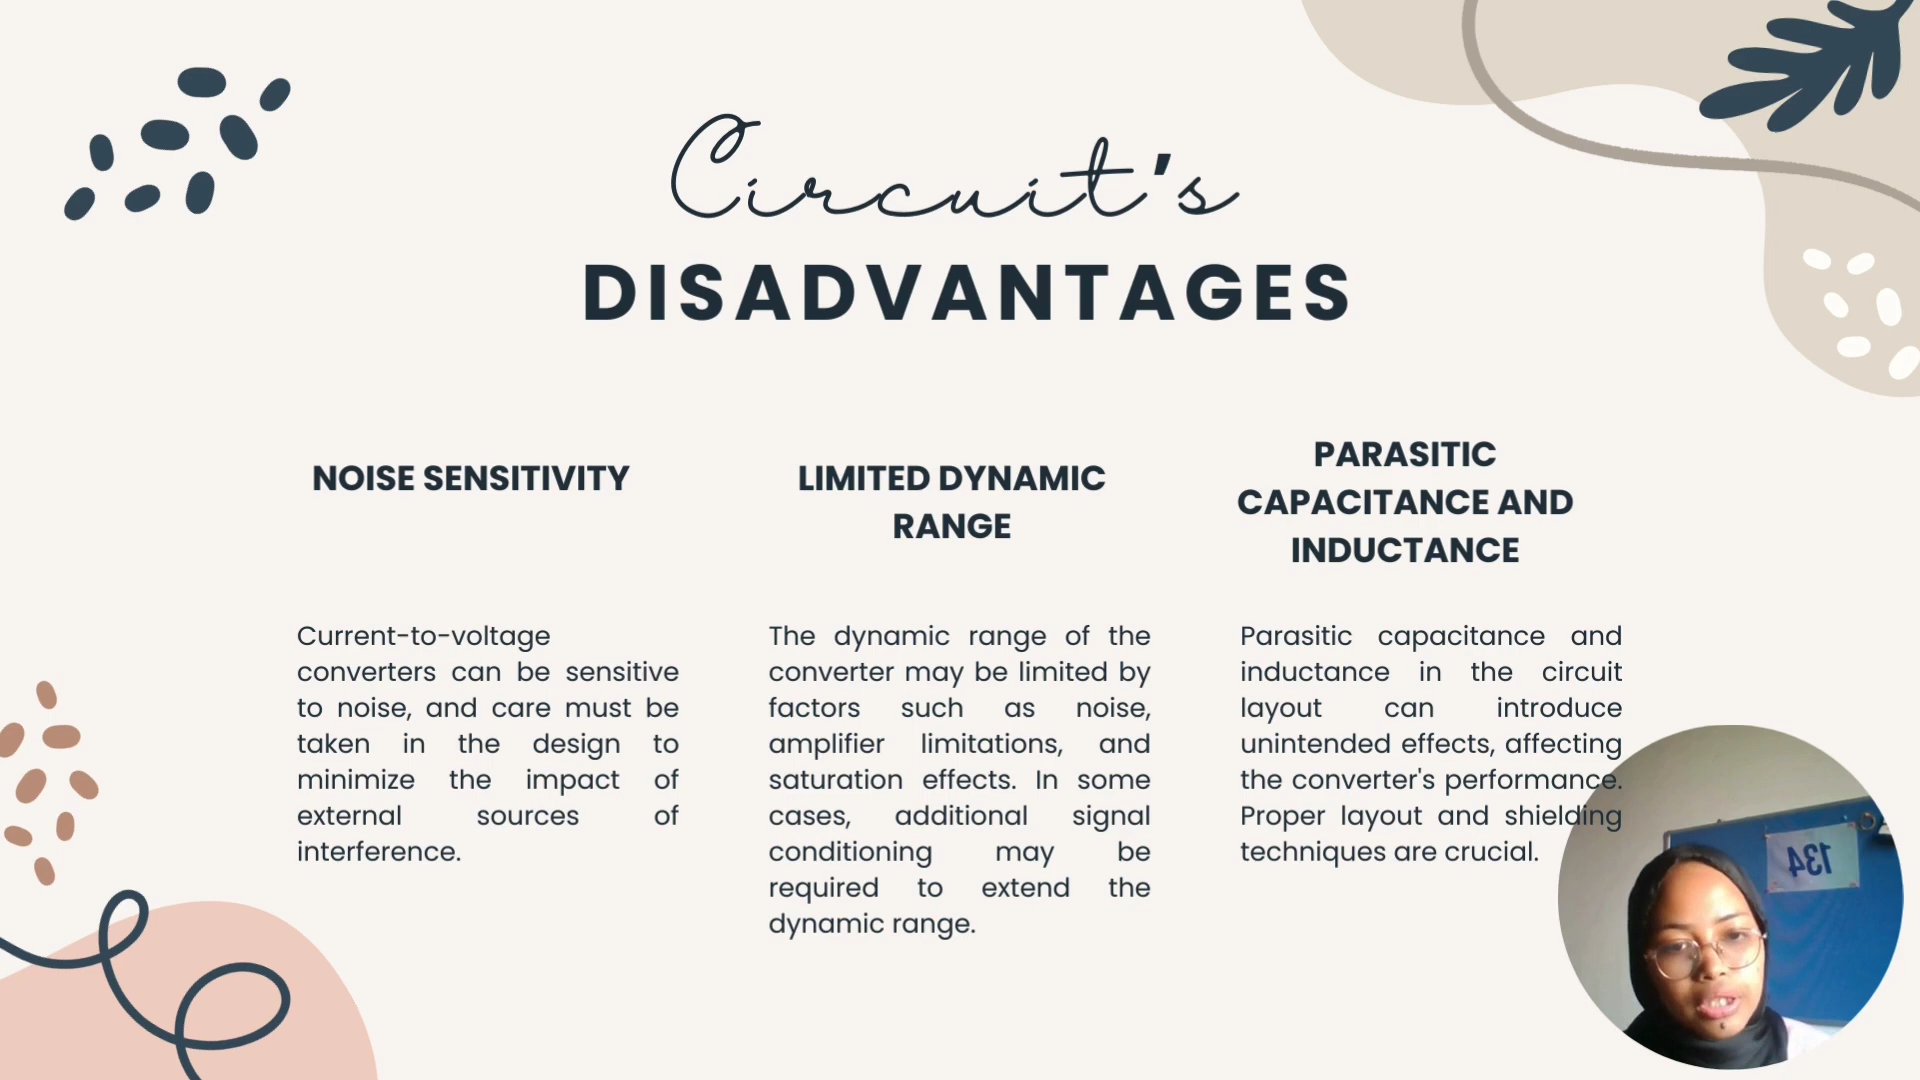 Circuit's
DISADVANTAGES
NOISE SENSITIVITY
Current-to-voltage
converters can be sensitive
to noise, and care must be
taken in the design to
minimize the impact of
external sources of
interference.
LIMITED DYNAMIC
RANGE
The dynamic range of the
converter may be limited by
factors such as noise,
amplifier limitations, and
saturation effects. In some
cases, additional signal
conditioning may be
required to extend the
dynamic range.
PARASITIC
CAPACITANCE AND
INDUCTANCE
Parasitic capacitance and
inductance in the circuit
layout can introduce
unintended effects, affecting
the converter's performance.
Proper layout and shielding
techniques are crucial.
134